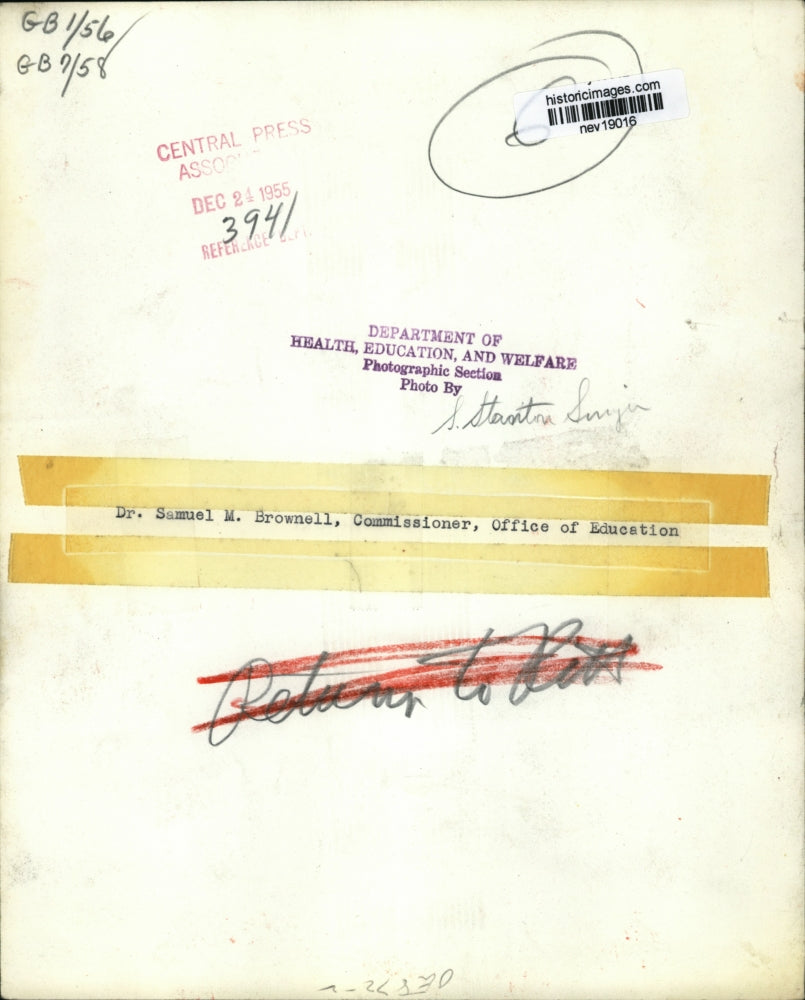 GB 1/56
GB 7/58
historicimages.com
nev19016
CENTRAL PRESS
DEC 24 1955
3941
REFERENCE DEPT.
DEPARTMENT OF
HEALTH, EDUCATION, AND WELFARE
Photographic Section
Photo By
S. Stanton Singer
Dr. Samuel M. Brownell, Commissioner, Office of Education
Return to